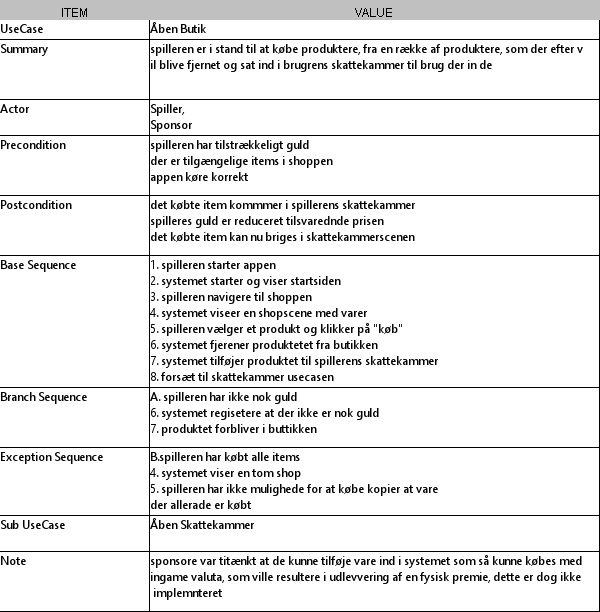 ITEM VALUE
UseCase Åben Butik
Summary spilleren er i stand til at købe produktere, fra en række af produktere, som der efter v
il blive fjernet og sat ind i brugrens skattekammer til brug der in de
Actor Spiller,
Sponsor
Precondition spilleren har tilstrækkeligt guld
der er tilgængelige items i shoppen
appen køre korrekt
Postcondition det købte item kommmer i spillerens skattekammer
spilleres guld er reduceret tilsvarednde prisen
det købte item kan nu briges i skattekammerscenen
Base Sequence 1. spilleren starter appen
2. systemet starter og viser startsiden
3. spilleren navigere til shoppen
4. systemet viseer en shopscene med varer
5. spilleren vælger et produkt og klikker på "køb"
6. systemet fjerener produktetet fra butikken
7. systemet tilføjer produktet til spillerens skattekammer
8. forsæt til skattekammer usecasen
Branch Sequence A. spilleren har ikke nok guld
6. systemet regisetere at der ikke er nok guld
7. produktet forbliver i buttikken
Exception Sequence B.spilleren har købt alle items
4. systemet viser en tom shop
5. spilleren har ikke mulighede for at købe kopier at vare
der allerade er købt
Sub UseCase Åben Skattekammer
Note sponsore var titænkt at de kunne tilføje vare ind i systemet som så kunne købes med
ingame valuta, som ville resultere i udlevvering af en fysisk premie, dette er dog ikke
implemnteret